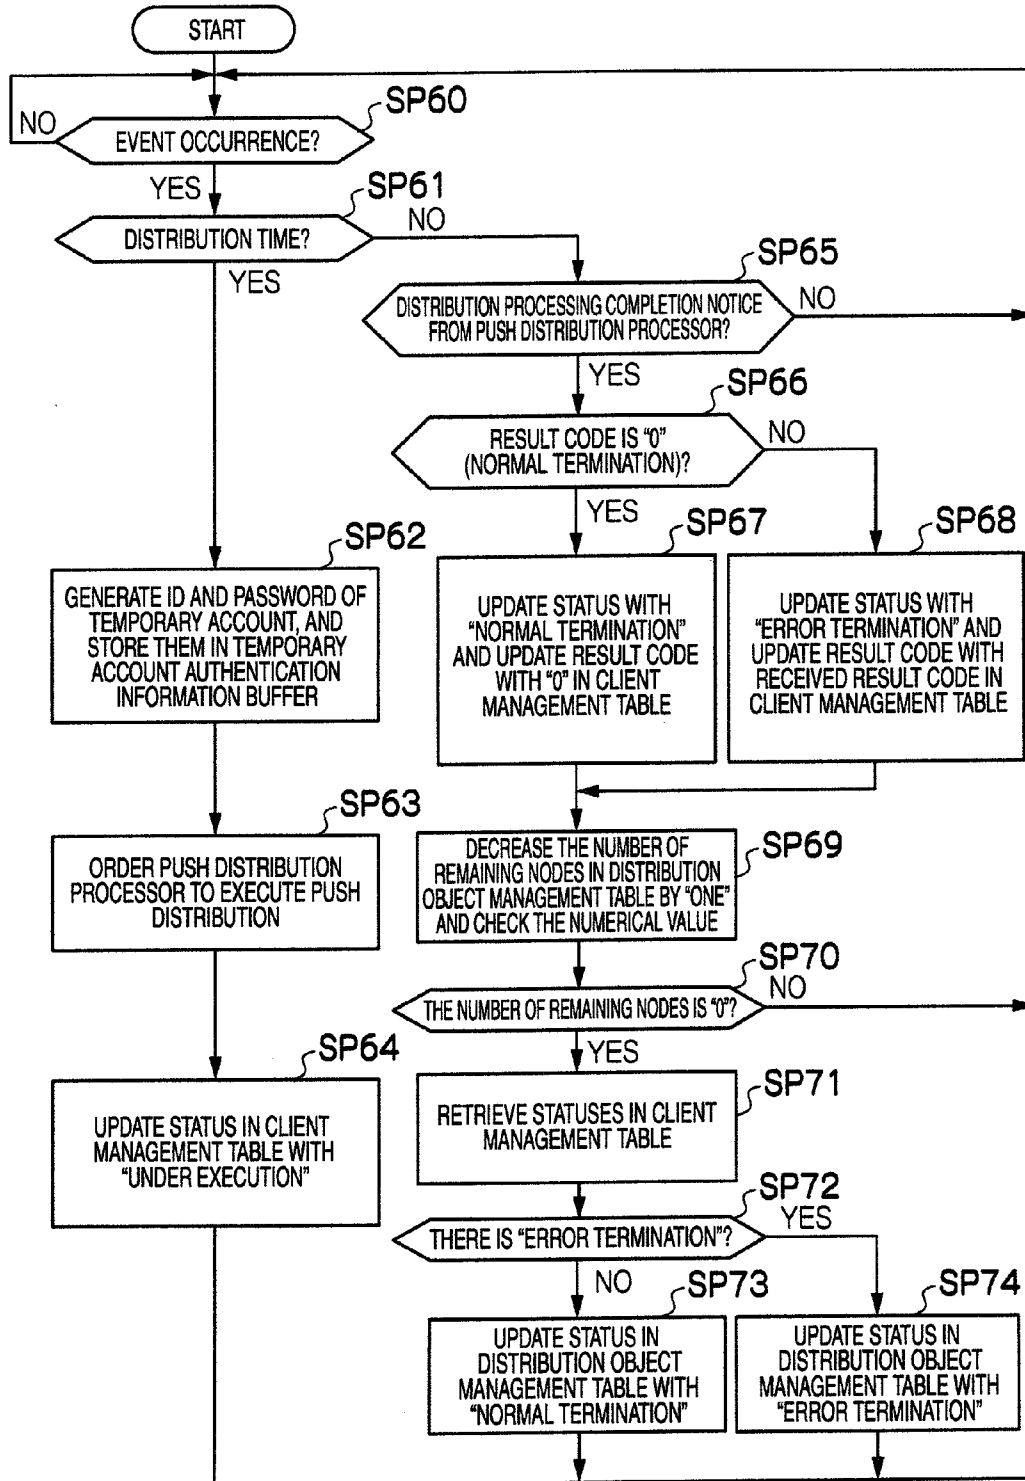 START
SP60
NO
EVENT OCCURRENCE?
YES
SP61
NO
DISTRIBUTION TIME?
YES
SP65
DISTRIBUTION PROCESSING COMPLETION NOTICE
FROM PUSH DISTRIBUTION PROCESSOR?
NO
YES
SP66
RESULT CODE IS "0"
(NORMAL TERMINATION)?
NO
YES
SP62
GENERATE ID AND PASSWORD OF
TEMPORARY ACCOUNT, AND
STORE THEM IN TEMPORARY
ACCOUNT AUTHENTICATION
INFORMATION BUFFER
SP67
UPDATE STATUS WITH
"NORMAL TERMINATION"
AND UPDATE RESULT CODE
WITH "0" IN CLIENT
MANAGEMENT TABLE
SP68
UPDATE STATUS WITH
"ERROR TERMINATION" AND
UPDATE RESULT CODE WITH
RECEIVED RESULT CODE IN
CLIENT MANAGEMENT TABLE
SP63
ORDER PUSH DISTRIBUTION
PROCESSOR TO EXECUTE PUSH
DISTRIBUTION
SP69
DECREASE THE NUMBER OF
REMAINING NODES IN DISTRIBUTION
OBJECT MANAGEMENT TABLE BY "ONE"
AND CHECK THE NUMERICAL VALUE
SP70
THE NUMBER OF REMAINING NODES IS "0"?
NO
YES
SP64
UPDATE STATUS IN CLIENT
MANAGEMENT TABLE WITH
"UNDER EXECUTION"
SP71
RETRIEVE STATUSES IN CLIENT
MANAGEMENT TABLE
SP72
THERE IS "ERROR TERMINATION"?
YES
NO
SP73
UPDATE STATUS IN
DISTRIBUTION OBJECT
MANAGEMENT TABLE WITH
"NORMAL TERMINATION"
SP74
UPDATE STATUS IN
DISTRIBUTION OBJECT
MANAGEMENT TABLE WITH
"ERROR TERMINATION"